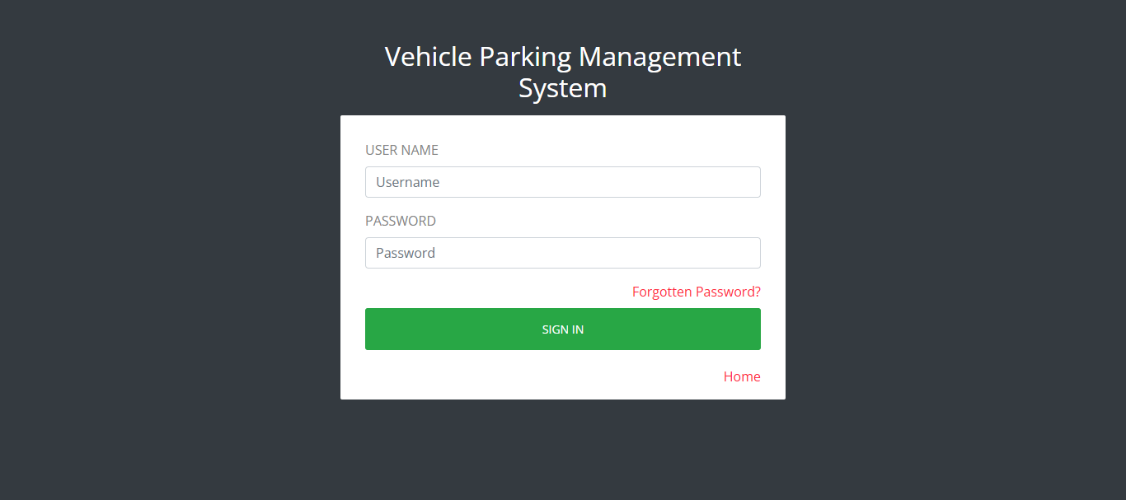 Vehicle Parking Management
System
USER NAME
Username
PASSWORD
Password
Forgotten Password?
SIGN IN
Home